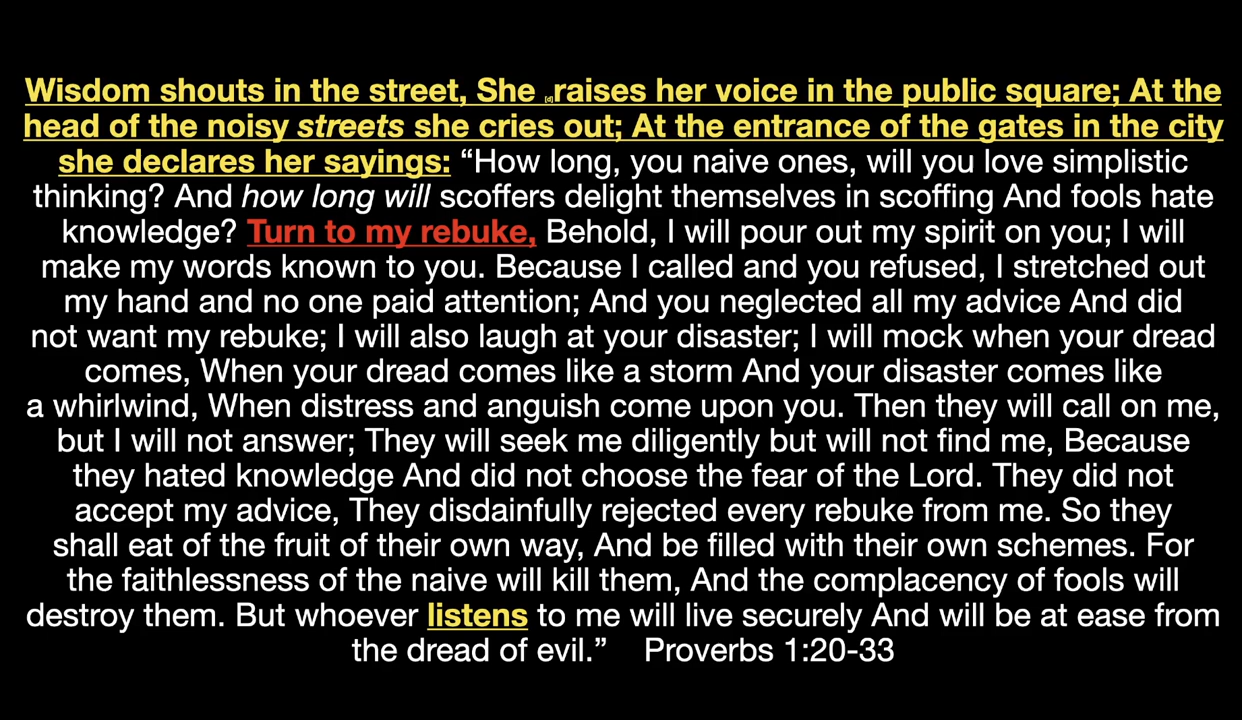 Wisdom shouts in the street, She [d]raises her voice in the public square; At the
head of the noisy streets she cries out; At the entrance of the gates in the city
she declares her sayings: “How long, you naive ones, will you love simplistic
thinking? And how long will scoffers delight themselves in scoffing And fools hate
knowledge? Turn to my rebuke, Behold, I will pour out my spirit on you; I will
make my words known to you. Because I called and you refused, I stretched out
my hand and no one paid attention; And you neglected all my advice And did
not want my rebuke; I will also laugh at your disaster; I will mock when your dread
comes, When your dread comes like a storm And your disaster comes like
a whirlwind, When distress and anguish come upon you. Then they will call on me,
but I will not answer; They will seek me diligently but will not find me, Because
they hated knowledge And did not choose the fear of the Lord. They did not
accept my advice, They disdainfully rejected every rebuke from me. So they
shall eat of the fruit of their own way, And be filled with their own schemes. For
the faithlessness of the naive will kill them, And the complacency of fools will
destroy them. But whoever listens to me will live securely And will be at ease from
the dread of evil.” Proverbs 1:20-33